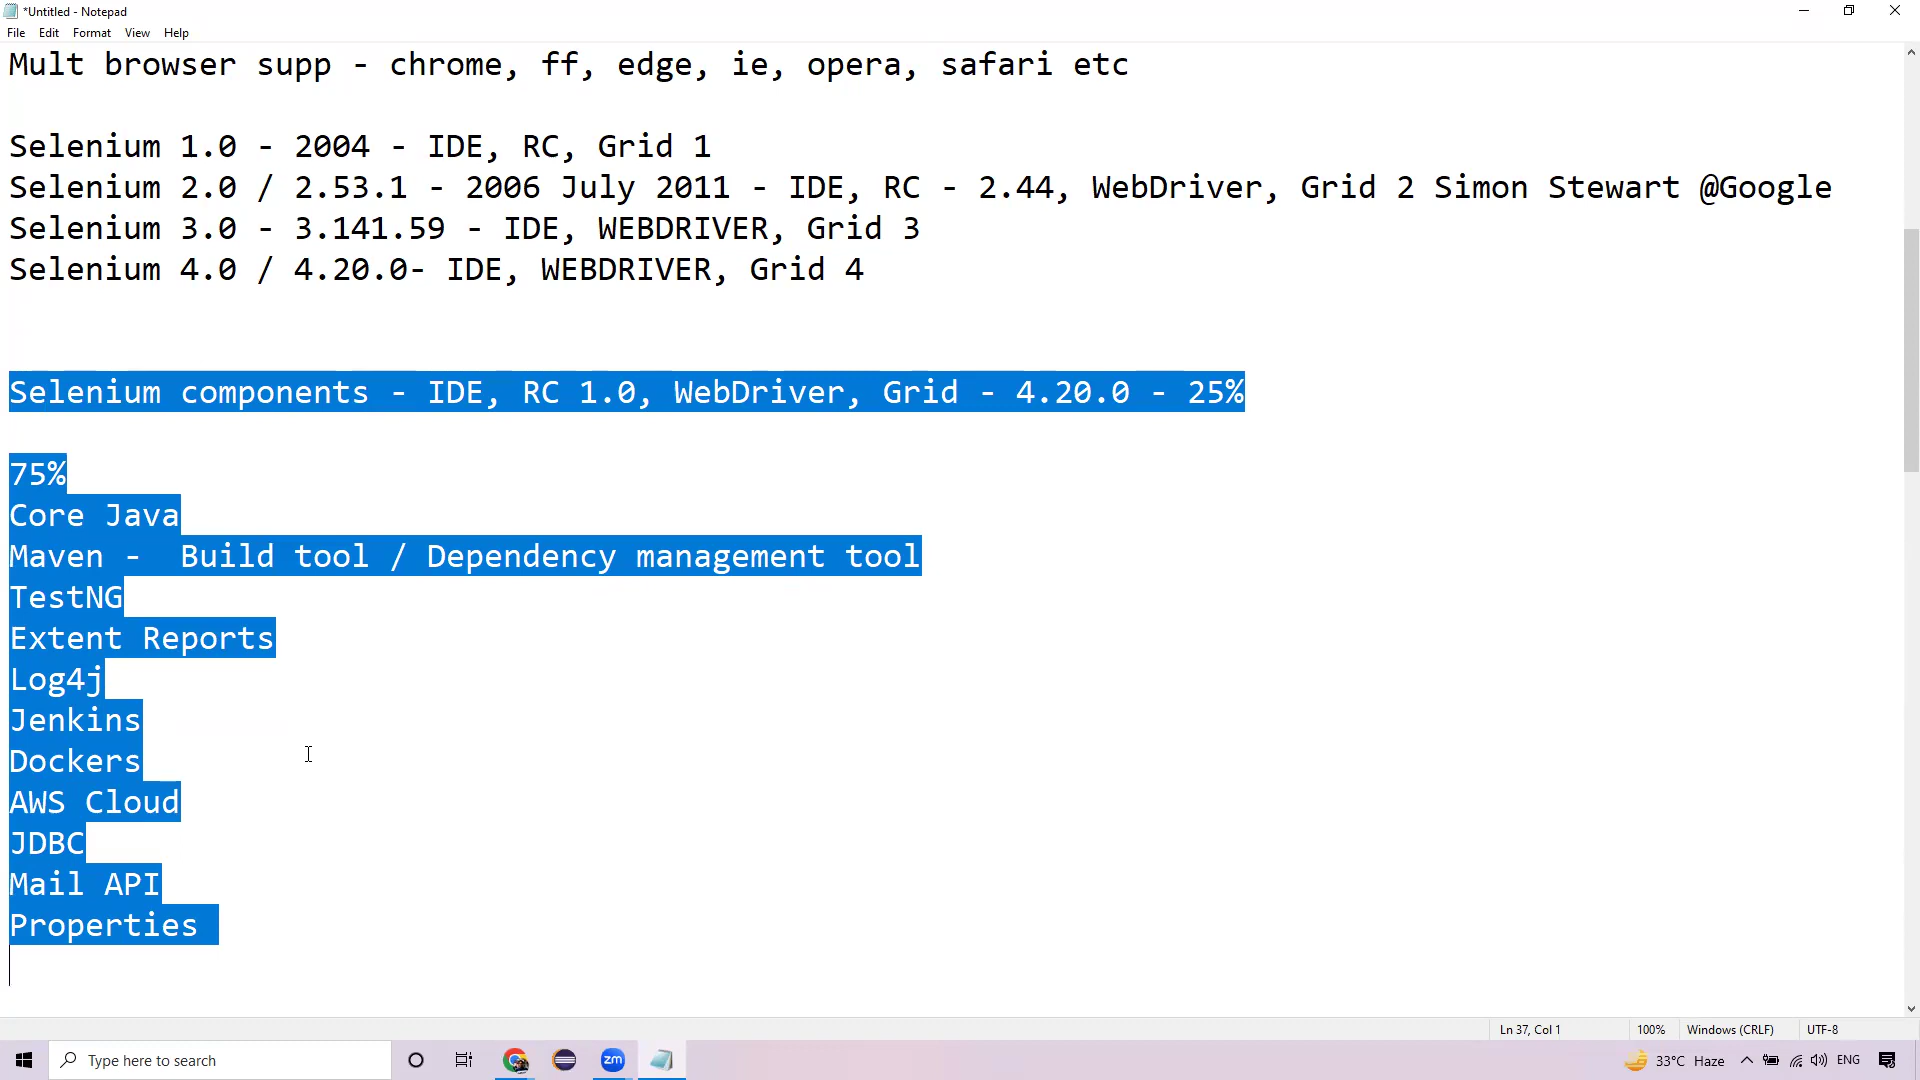 *Untitled - Notepad
File Edit Format View Help
Mult browser supp - chrome, ff, edge, ie, opera, safari etc
Selenium 1.0 - 2004 - IDE, RC, Grid 1
Selenium 2.0 / 2.53.1 - 2006 July 2011 - IDE, RC - 2.44, WebDriver, Grid 2 Simon Stewart @Google
Selenium 3.0 - 3.141.59 - IDE, WEBDRIVER, Grid 3
Selenium 4.0 / 4.20.0- IDE, WEBDRIVER, Grid 4
Selenium components - IDE, RC 1.0, WebDriver, Grid - 4.20.0 - 25%
75%
Core Java
Maven -  Build tool / Dependency management tool
TestNG
Extent Reports
Log4j
Jenkins
Dockers
AWS Cloud
JDBC
Mail API
Properties
Ln 37, Col 1 100% Windows (CRLF) UTF-8
Type here to search zm 33°C Haze ENG